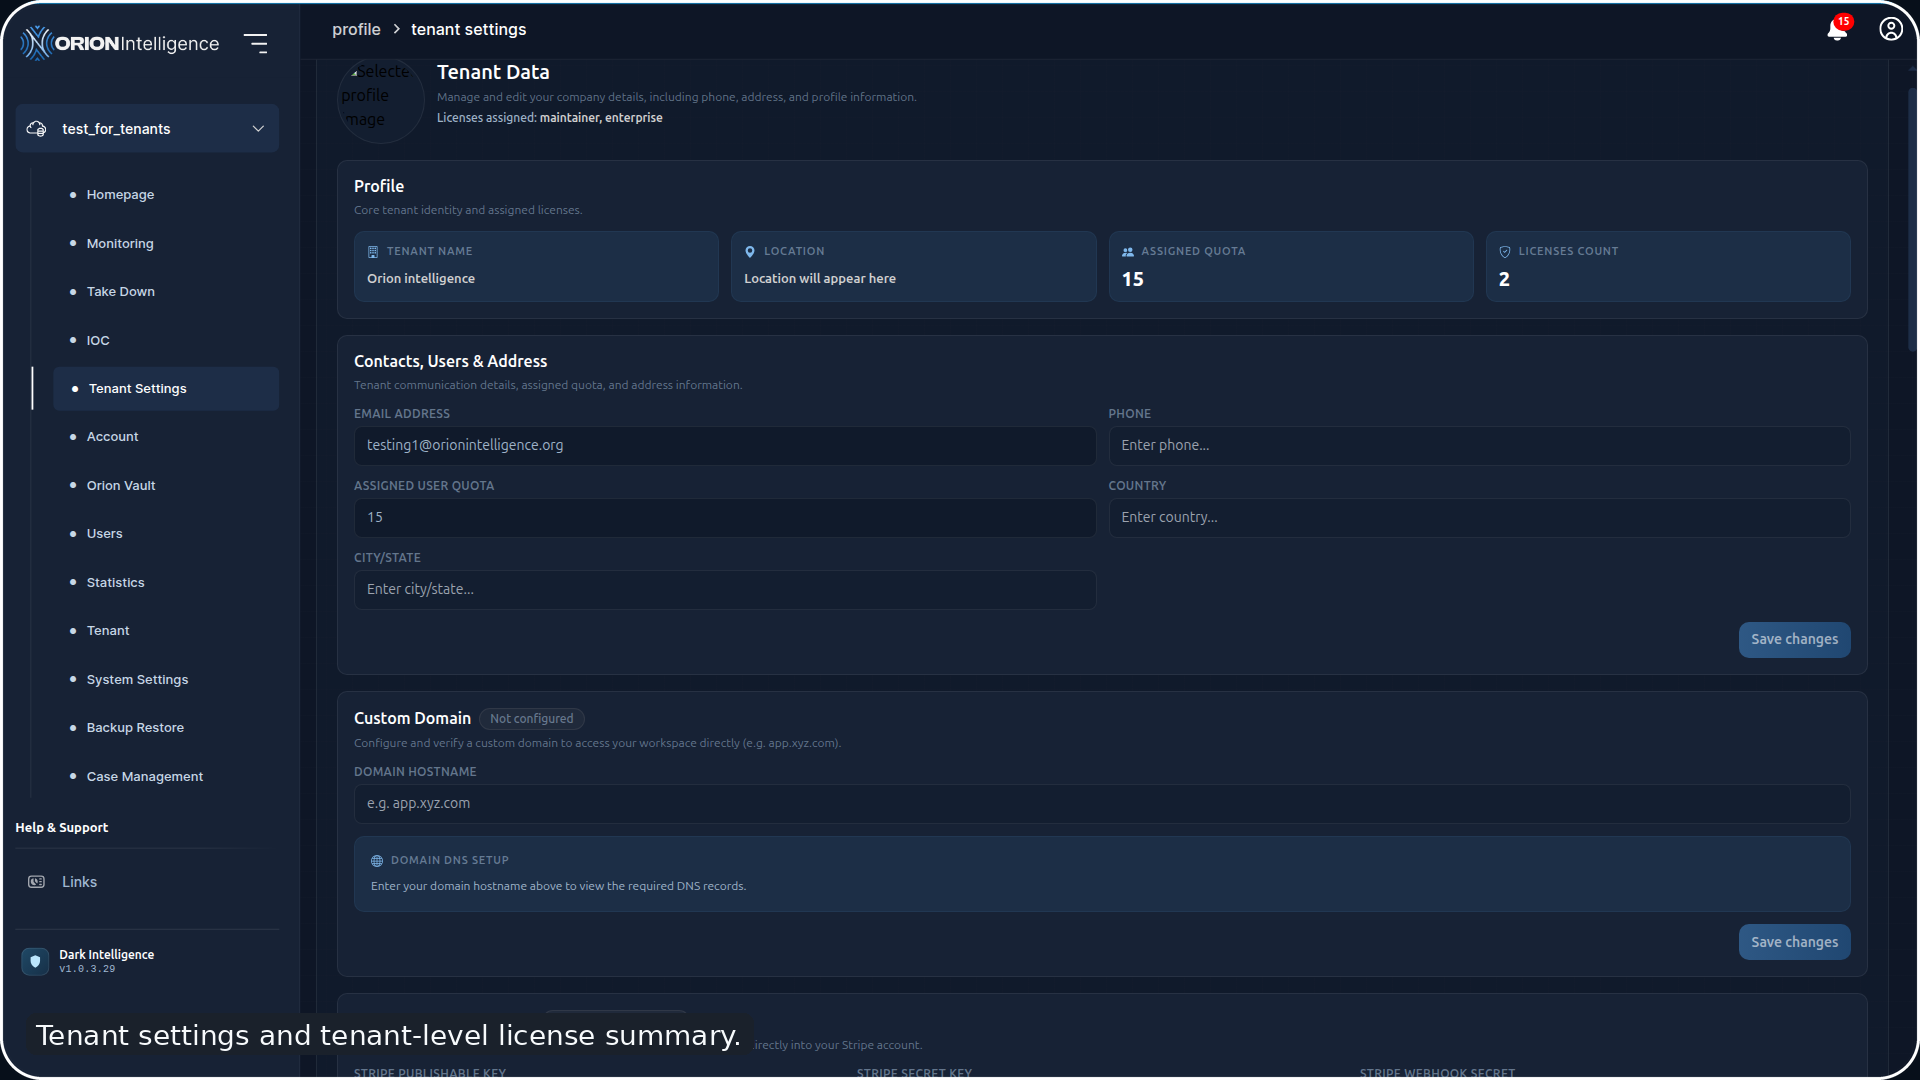 ORIONIntelligence
profile > tenant settings
15
test_for_tenants
Homepage
Monitoring
Take Down
IOC
Tenant Settings
Account
Orion Vault
Users
Statistics
Tenant
System Settings
Backup Restore
Case Management
Help & Support
Links
Dark Intelligence
v1.0.3.29
Selecte
profile
mage
Tenant Data
Manage and edit your company details, including phone, address, and profile information.
Licenses assigned: maintainer, enterprise
Profile
Core tenant identity and assigned licenses.
TENANT NAME
Orion intelligence
LOCATION
Location will appear here
ASSIGNED QUOTA
15
LICENSES COUNT
2
Contacts, Users & Address
Tenant communication details, assigned quota, and address information.
EMAIL ADDRESS
testing1@orionintelligence.org
PHONE
Enter phone...
ASSIGNED USER QUOTA
15
COUNTRY
Enter country...
CITY/STATE
Enter city/state...
Save changes
Custom Domain Not configured
Configure and verify a custom domain to access your workspace directly (e.g. app.xyz.com).
DOMAIN HOSTNAME
e.g. app.xyz.com
DOMAIN DNS SETUP
Enter your domain hostname above to view the required DNS records.
Save changes
irectly into your Stripe account.
STRIPE PUBLISHABLE KEY
STRIPE SECRET KEY
STRIPE WEBHOOK SECRET
Tenant settings and tenant-level license summary.